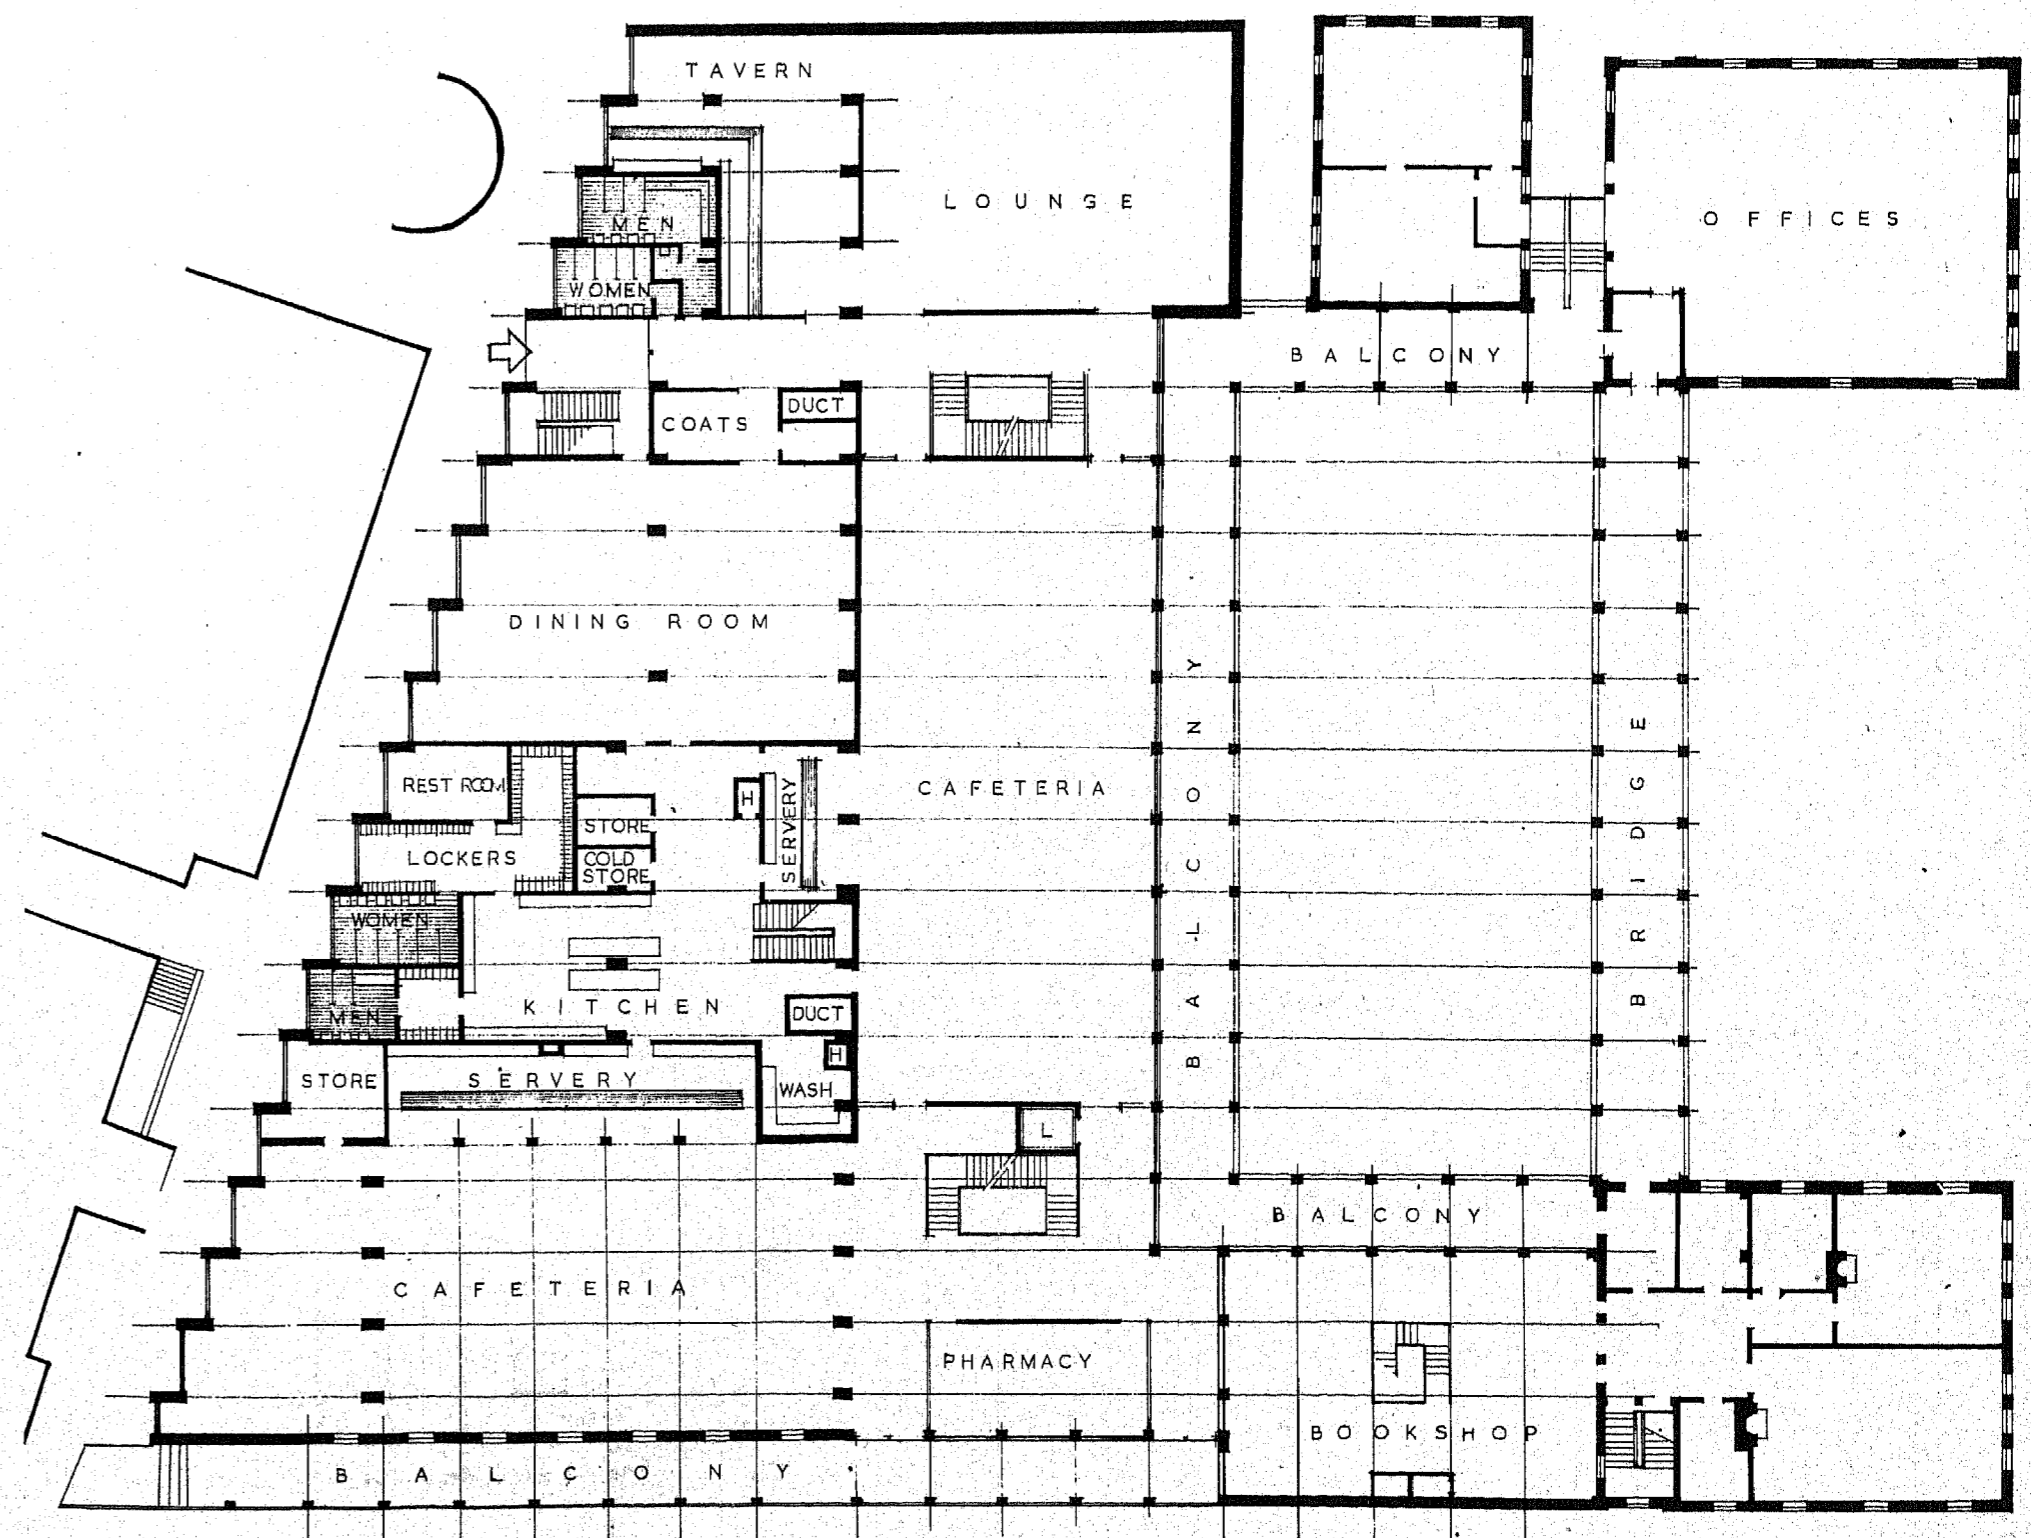 TAVERN
LOUNGE
OFFICES
MEN
WOMEN
BALCONY
COATS
DUCT
DINING ROOM
BALCONY
BRIDGE
REST ROOM
H
SERVERY
CAFETERIA
STORE
LOCKERS
COLD
STORE
WOMEN
KITCHEN
MEN
DUCT
H
STORE
SERVERY
WASH
L
BALCONY
CAFETERIA
PHARMACY
BOOKSHOP
BALCONY